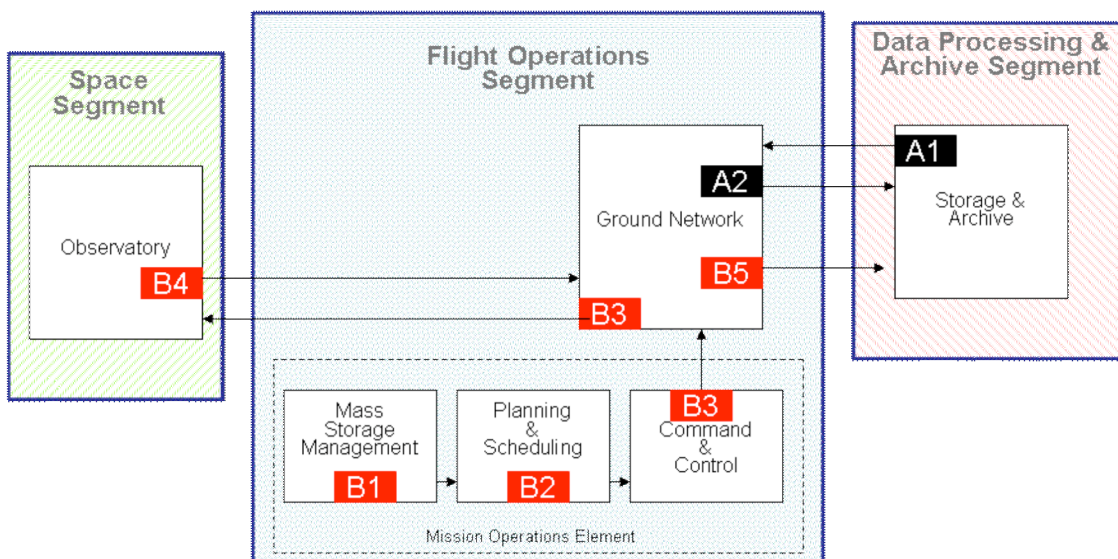 Space
Segment
Observatory
B4
Flight Operations
Segment
Ground Network
A2
B5
B3
Mass
Storage
Management
B1
Planning
&
Scheduling
B2
B3
Command
&
Control
Mission Operations Element
Data Processing &
Archive Segment
A1
Storage &
Archive